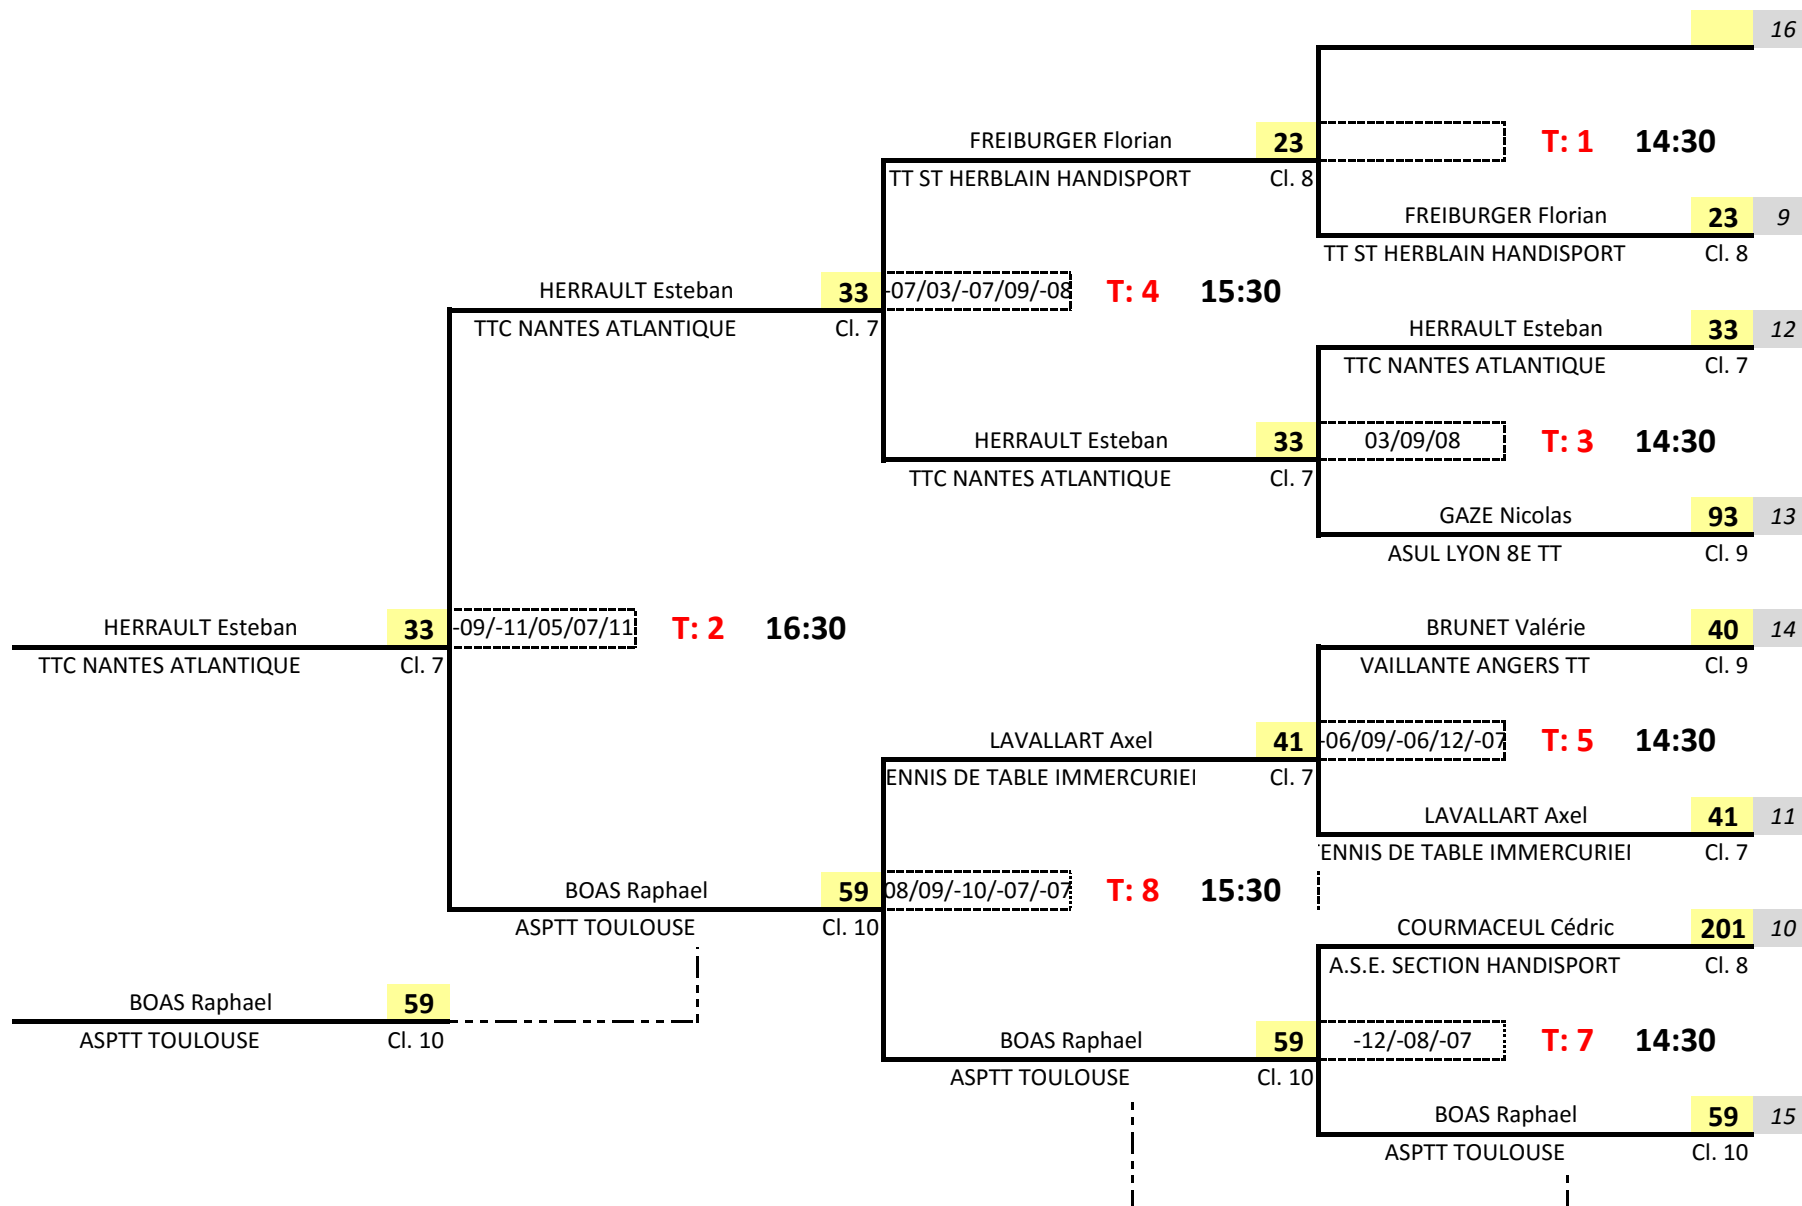 16
FREIBURGER Florian 23 T: 1 14:30
TT ST HERBLAIN HANDISPORT Cl. 8
FREIBURGER Florian 23 9
TT ST HERBLAIN HANDISPORT Cl. 8
HERRAULT Esteban 33 -07/03/-07/09/-08 T: 4 15:30
TTC NANTES ATLANTIQUE Cl. 7
HERRAULT Esteban 33 12
TTC NANTES ATLANTIQUE Cl. 7
HERRAULT Esteban 33 03/09/08 T: 3 14:30
TTC NANTES ATLANTIQUE Cl. 7
GAZE Nicolas 93 13
ASUL LYON 8E TT Cl. 9
HERRAULT Esteban 33 -09/-11/05/07/11 T: 2 16:30
TTC NANTES ATLANTIQUE Cl. 7
BRUNET Valérie 40 14
VAILLANTE ANGERS TT Cl. 9
LAVALLART Axel 41 -06/09/-06/12/-07 T: 5 14:30
ENNIS DE TABLE IMMERCURIEI Cl. 7
LAVALLART Axel 41 11
ENNIS DE TABLE IMMERCURIEI Cl. 7
BOAS Raphael 59 08/09/-10/-07/-07 T: 8 15:30
ASPTT TOULOUSE Cl. 10
COURMACEUL Cédric 201 10
A.S.E. SECTION HANDISPORT Cl. 8
BOAS Raphael 59
ASPTT TOULOUSE Cl. 10
BOAS Raphael 59 -12/-08/-07 T: 7 14:30
ASPTT TOULOUSE Cl. 10
BOAS Raphael 59 15
ASPTT TOULOUSE Cl. 10